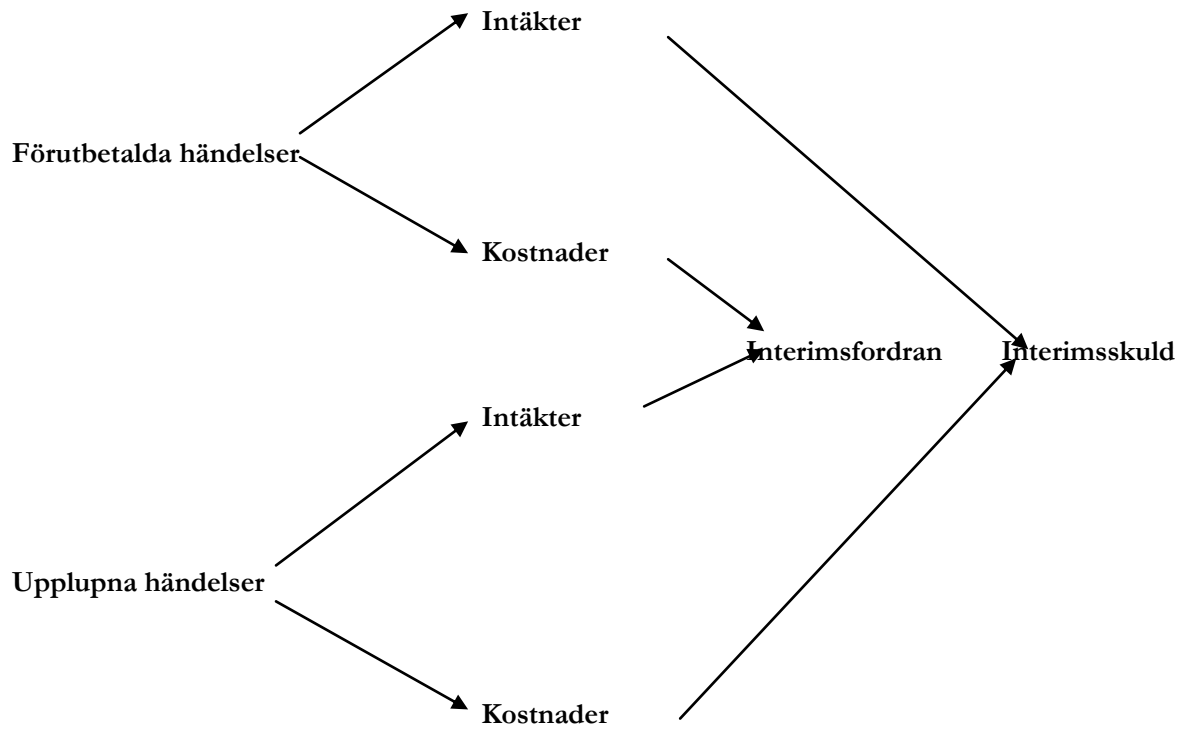 Intäkter
Förutbetalda händelser
Kostnader
Interimsfordran
Interimsskuld
Intäkter
Upplupna händelser
Kostnader